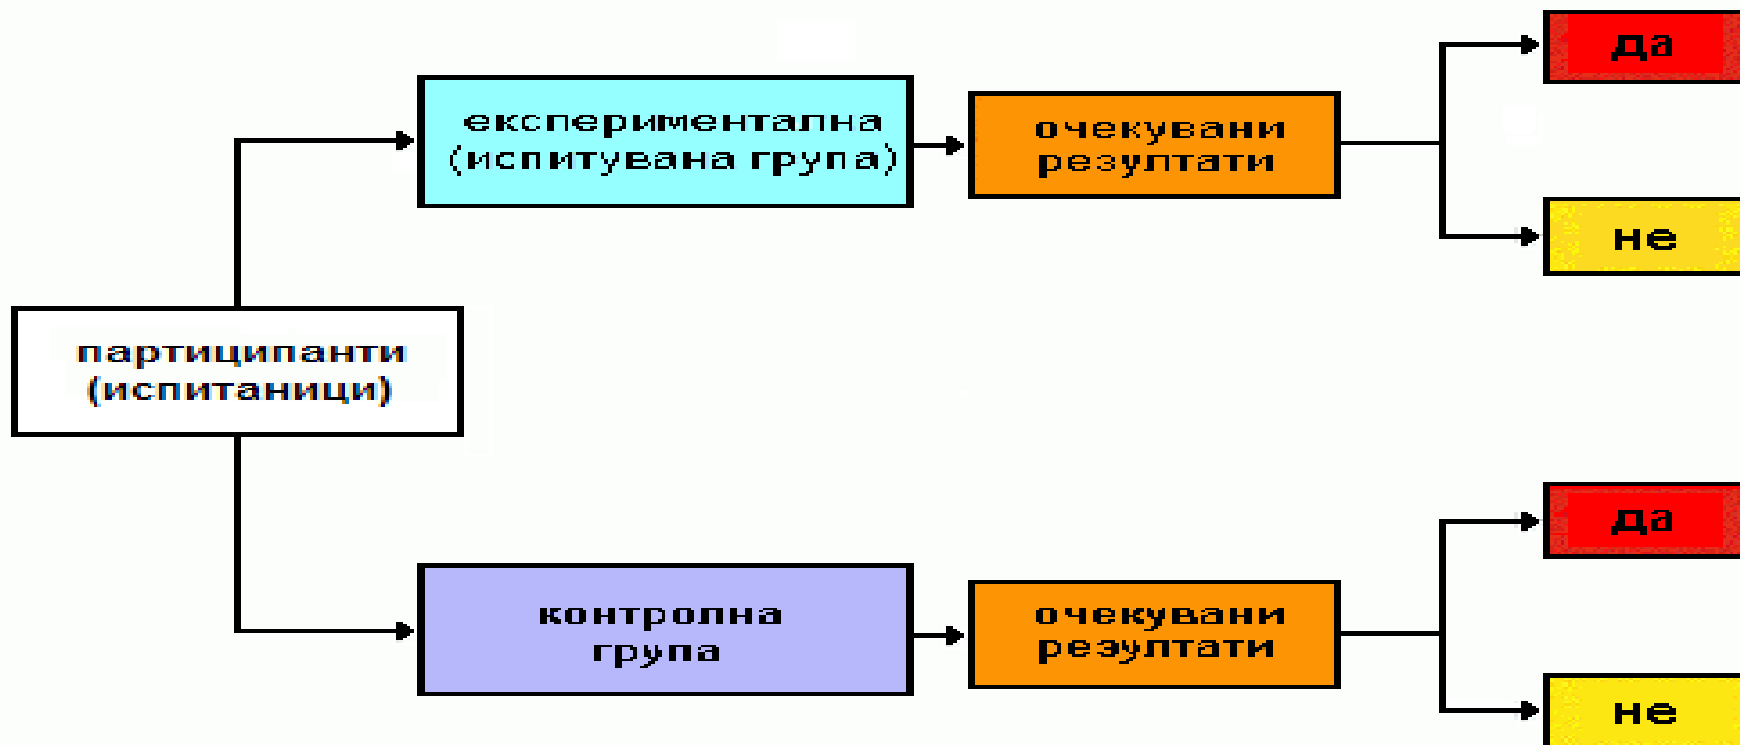 да
експериментална
(испитувана група)
очекувани
резултати
не
партиципанти
(испитаници)
да
контролна
група
очекувани
резултати
не